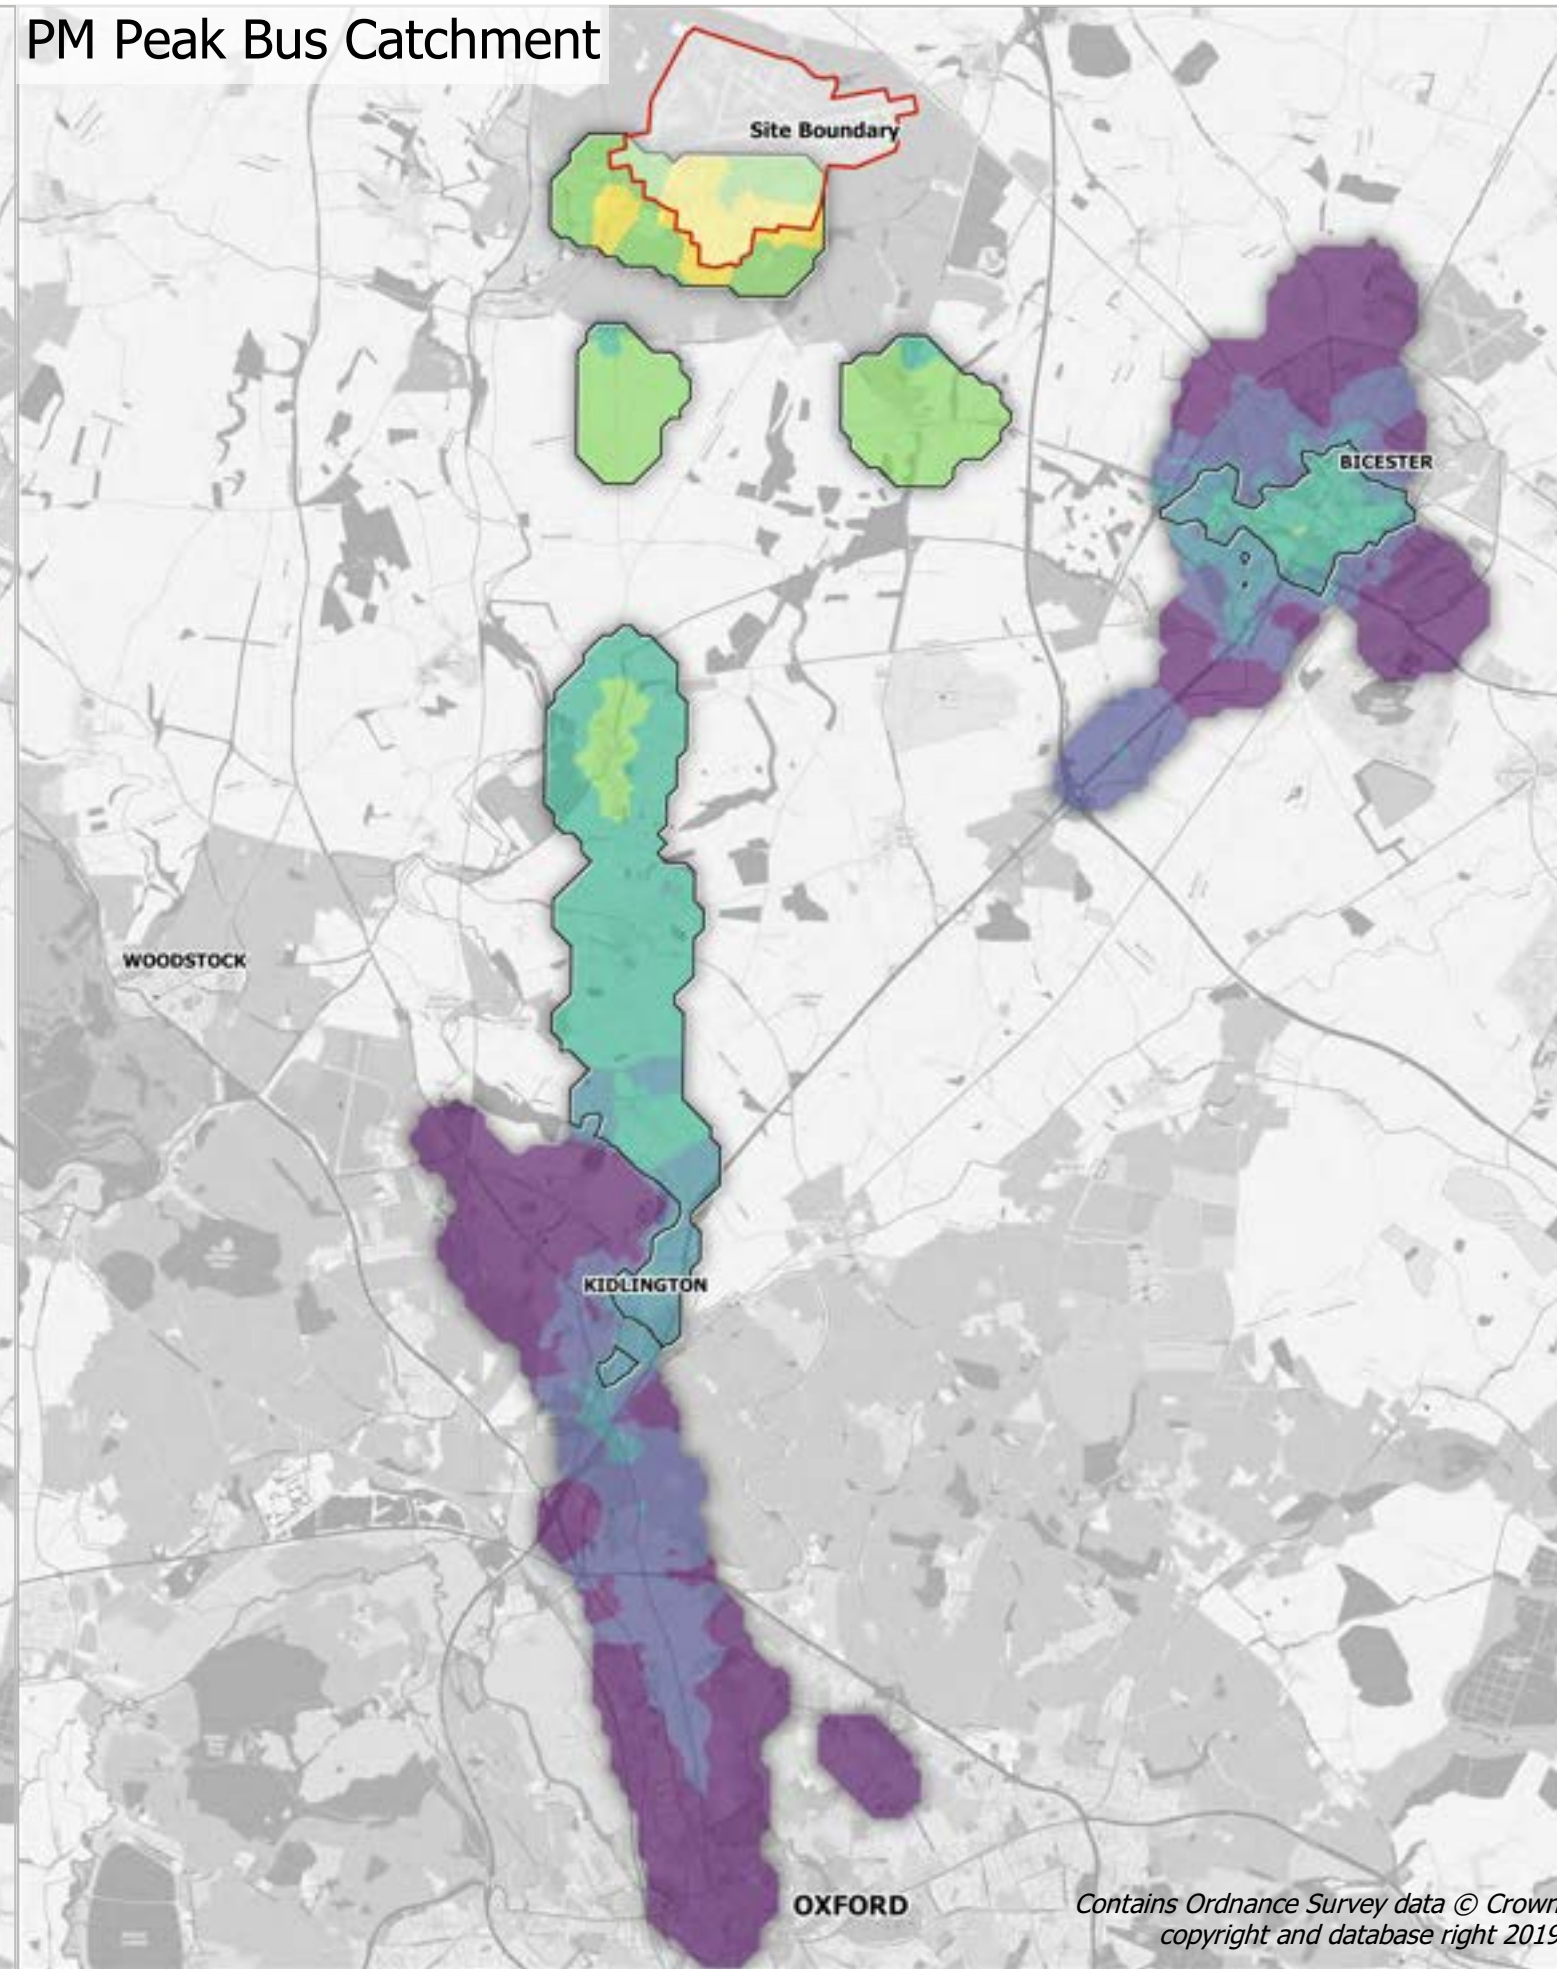 PM Peak Bus Catchment
Site Boundary
BICESTER
WOODSTOCK
KIDLINGTON
OXFORD
Contains Ordnance Survey data © Crown
copyright and database right 2019